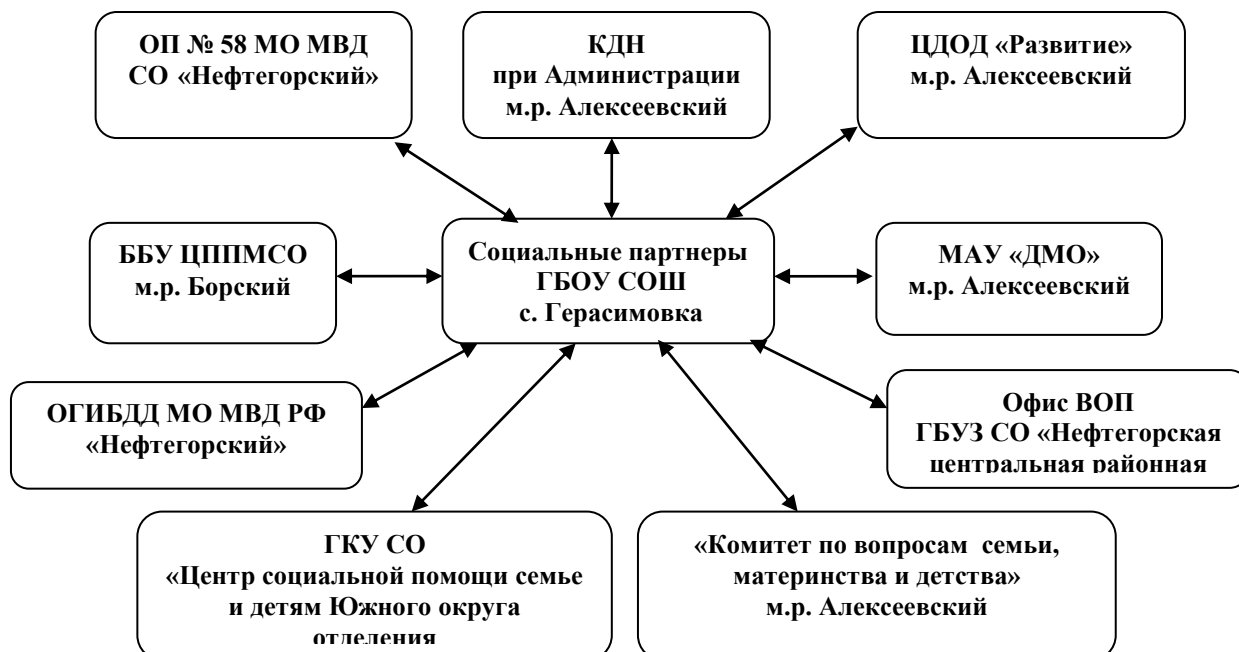 ОП № 58 МО МВД
СО «Нефтегорский»
КДН
при Администрации
м.р. Алексеевский
ЦДОД «Развитие»
м.р. Алексеевский
ББУ ЦППМСО
м.р. Борский
Социальные партнеры
ГБОУ СОШ
с. Герасимовка
МАУ «ДМО»
м.р. Алексеевский
ОГИБДД МО МВД РФ
«Нефтегорский»
Офис ВОП
ГБУЗ СО «Нефтегорская
центральная районная
ГКУ СО
«Центр социальной помощи семье
и детям Южного округа
отделения
«Комитет по вопросам семьи,
материнства и детства»
м.р. Алексеевский